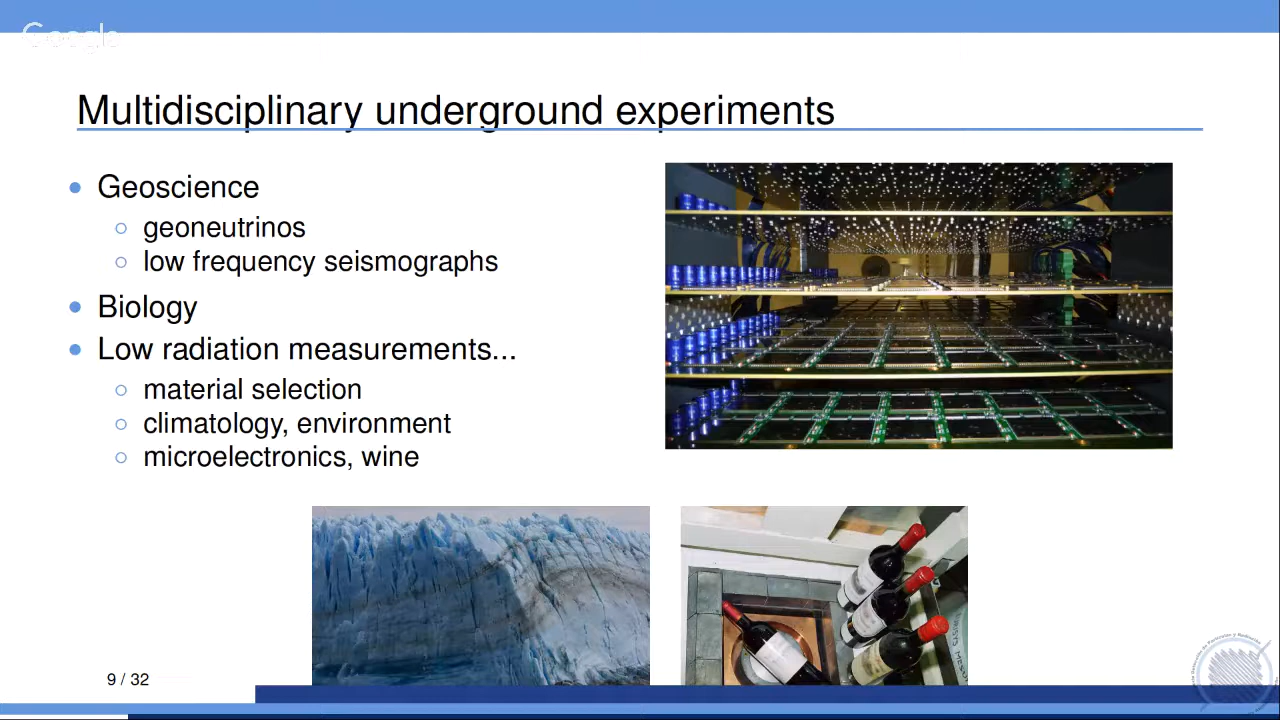 Google
Multidisciplinary underground experiments
Geoscience
geoneutrinos
low frequency seismographs
Biology
Low radiation measurements...
material selection
climatology, environment
microelectronics, wine
9 / 32